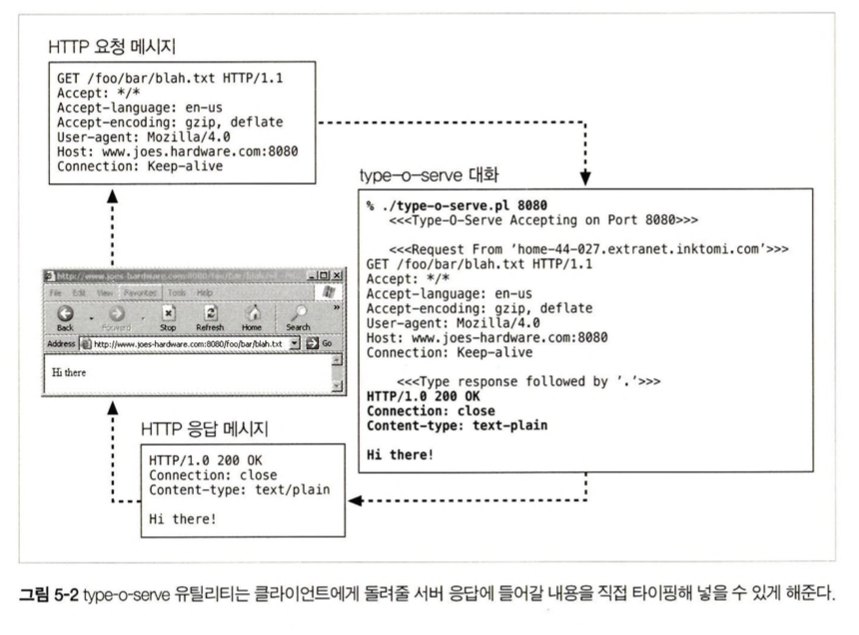 HTTP 요청 메시지
GET /foo/bar/blah.txt HTTP/1.1
Accept: */*
Accept-language: en-us
Accept-encoding: gzip, deflate
User-agent: Mozilla/4.0
Host: www.joes.hardware.com:8080
Connection: Keep-alive
type-o-serve 대화
% ./type-o-serve.pl 8080
<<<Type-O-Serve Accepting on Port 8080>>>
<<<Request From 'home-44-027.extranet.inktomi.com'>>>
GET /foo/bar/blah.txt HTTP/1.1
Accept: */*
Accept-language: en-us
Accept-encoding: gzip, deflate
User-agent: Mozilla/4.0
Host: www.joes-hardware.com:8080
Connection: Keep-alive
<<<Type response followed by '.'>>>
HTTP/1.0 200 OK
Connection: close
Content-type: text-plain
Hi there!
File Edit View Favorites Tools Help
Back Forward Stop Refresh Home Search
Address http://www.joes-hardware.com:8080/foo/bar/blah.txt Go
Hi there
HTTP 응답 메시지
HTTP/1.0 200 OK
Connection: close
Content-type: text/plain
Hi there!
그림 5-2 type-o-serve 유틸리티는 클라이언트에게 돌려줄 서버 응답에 들어갈 내용을 직접 타이핑해 넣을 수 있게 해준다.